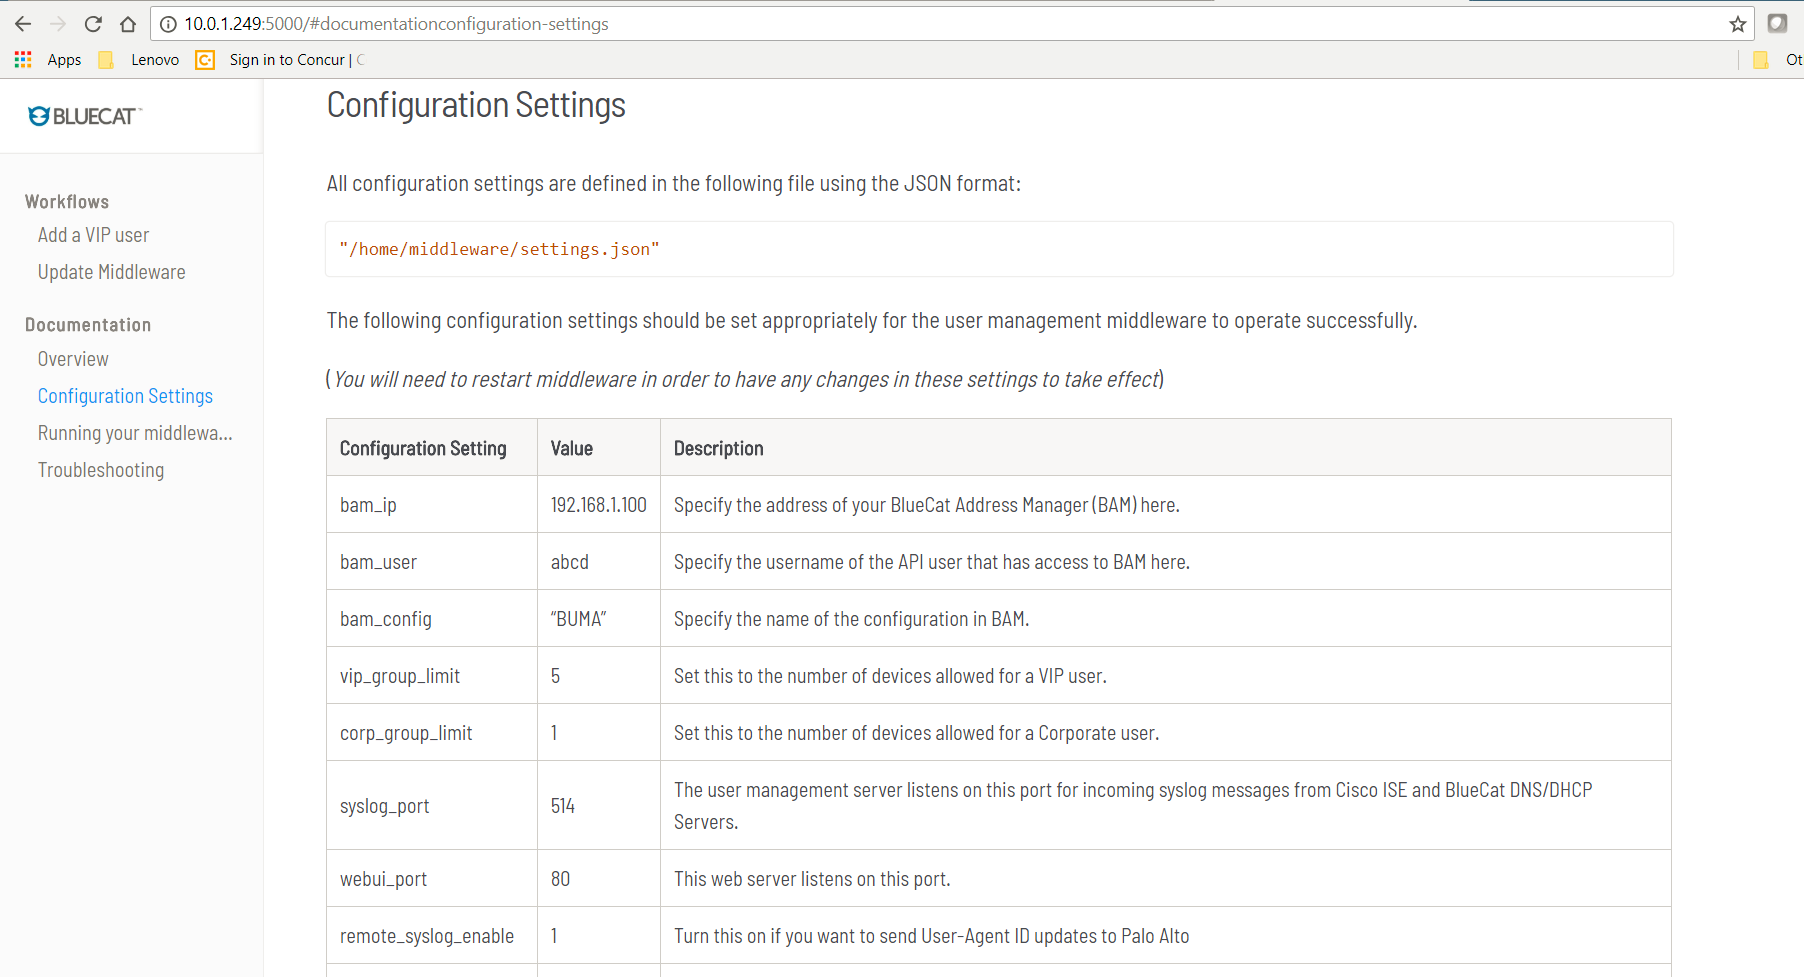 10.0.1.249:5000/#documentationconfiguration-settings
Apps Lenovo Sign in to Concur | C Ot
BLUECAT™
Configuration Settings
All configuration settings are defined in the following file using the JSON format:
Workflows
Add a VIP user
Update Middleware
Documentation
Overview
Configuration Settings
Running your middlewa...
Troubleshooting
"/home/middleware/settings.json"
The following configuration settings should be set appropriately for the user management middleware to operate successfully.
(You will need to restart middleware in order to have any changes in these settings to take effect)
Configuration Setting Value Description
bam_ip 192.168.1.100 Specify the address of your BlueCat Address Manager (BAM) here.
bam_user abcd Specify the username of the API user that has access to BAM here.
bam_config “BUMA” Specify the name of the configuration in BAM.
vip_group_limit 5 Set this to the number of devices allowed for a VIP user.
corp_group_limit 1 Set this to the number of devices allowed for a Corporate user.
syslog_port 514 The user management server listens on this port for incoming syslog messages from Cisco ISE and BlueCat DNS/DHCP
Servers.
webui_port 80 This web server listens on this port.
remote_syslog_enable 1 Turn this on if you want to send User-Agent ID updates to Palo Alto